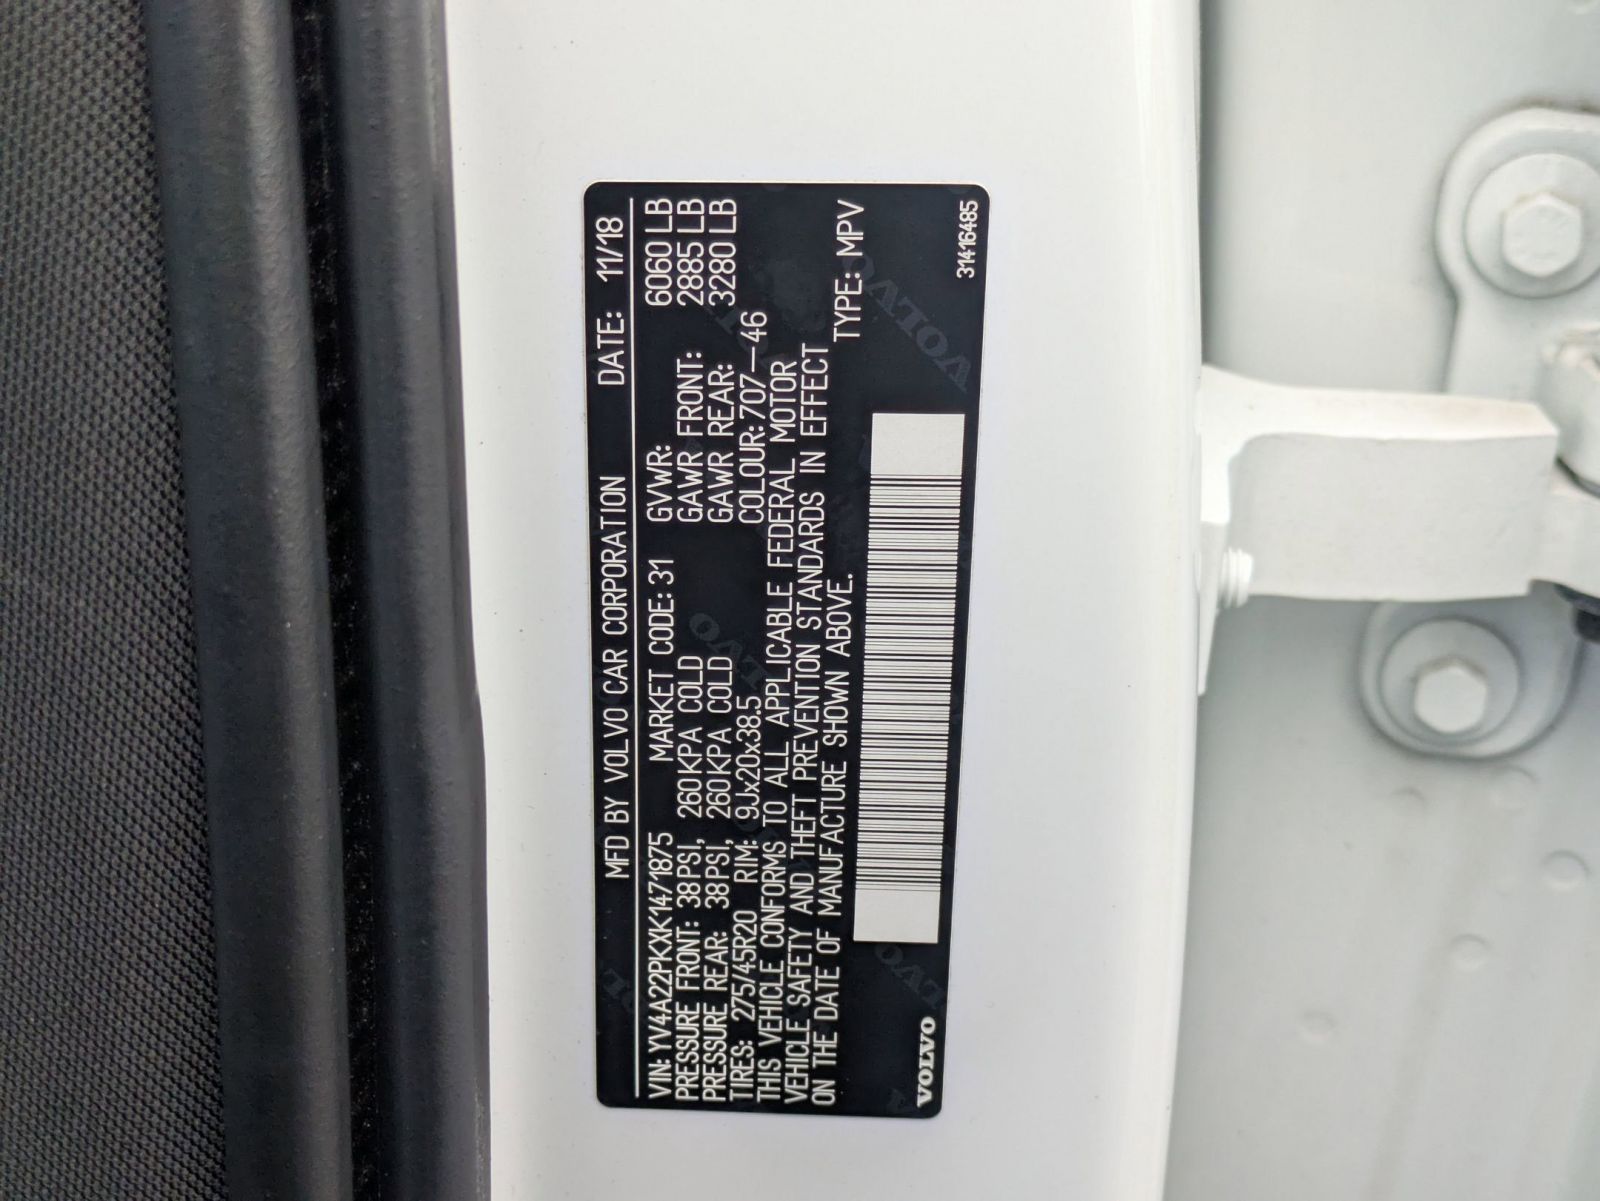 MFD BY VOLVO CAR CORPORATION DATE: 11/18
VIN: YV4A22PKXK1471875 MARKET CODE: 31 GVWR: 6060 LB
PRESSURE FRONT: 38PSI, 260KPA COLD GAWR FRONT: 2885 LB
PRESSURE REAR: 38PSI, 260KPA COLD GAWR REAR: 3280 LB
TIRES: 275/45R20 RIM: 9Jx20x38.5 COLOUR: 707-46
THIS VEHICLE CONFORMS TO ALL APPLICABLE FEDERAL MOTOR
VEHICLE SAFETY AND THEFT PREVENTION STANDARDS IN EFFECT
ON THE DATE OF MANUFACTURE SHOWN ABOVE. TYPE: MPV
VOLVO 31416485